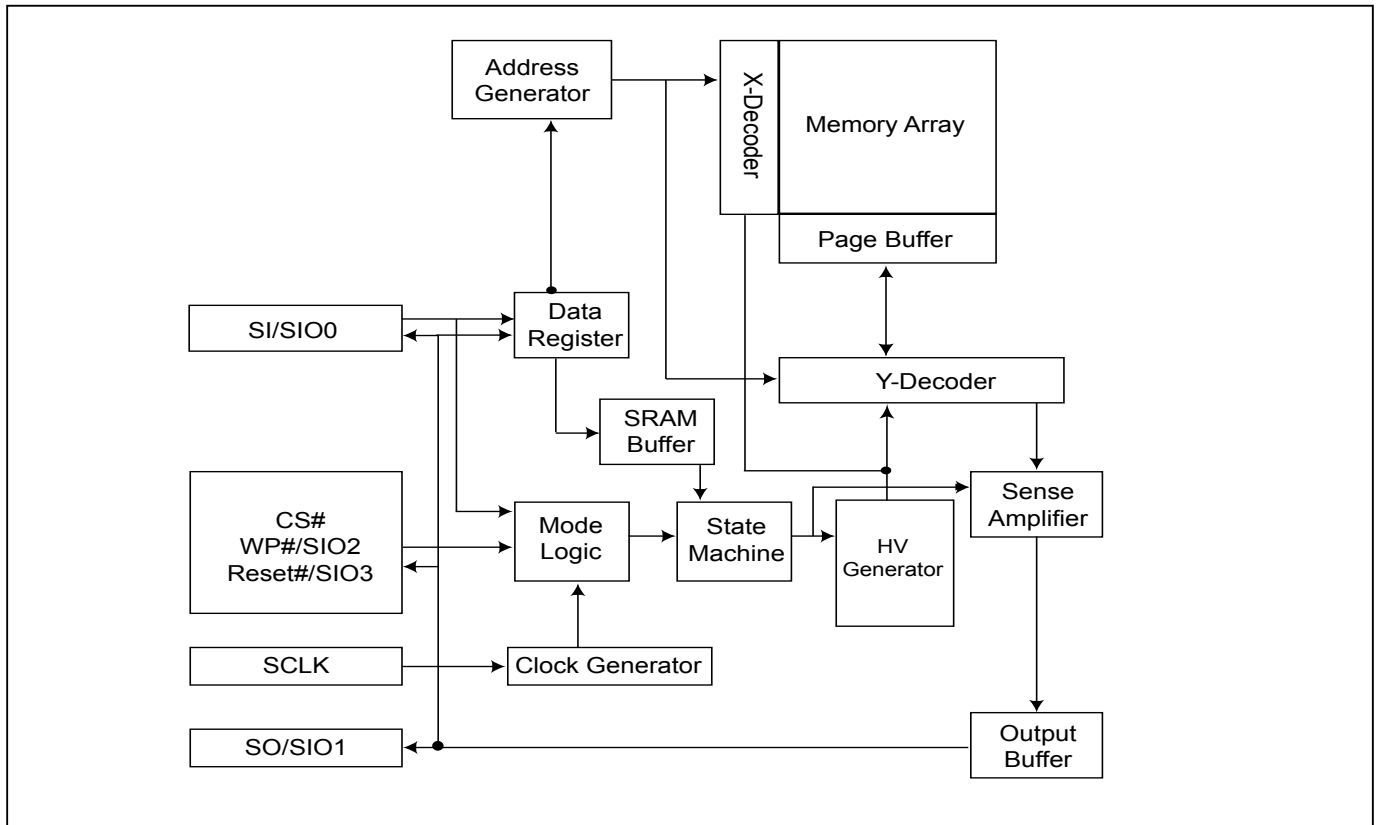 Address
Generator
X-Decoder
Memory Array
Page Buffer
SI/SIO0
Data
Register
Y-Decoder
SRAM
Buffer
CS#
WP#/SIO2
Reset#/SIO3
Mode
Logic
State
Machine
HV
Generator
Sense
Amplifier
SCLK
Clock Generator
SO/SIO1
Output
Buffer